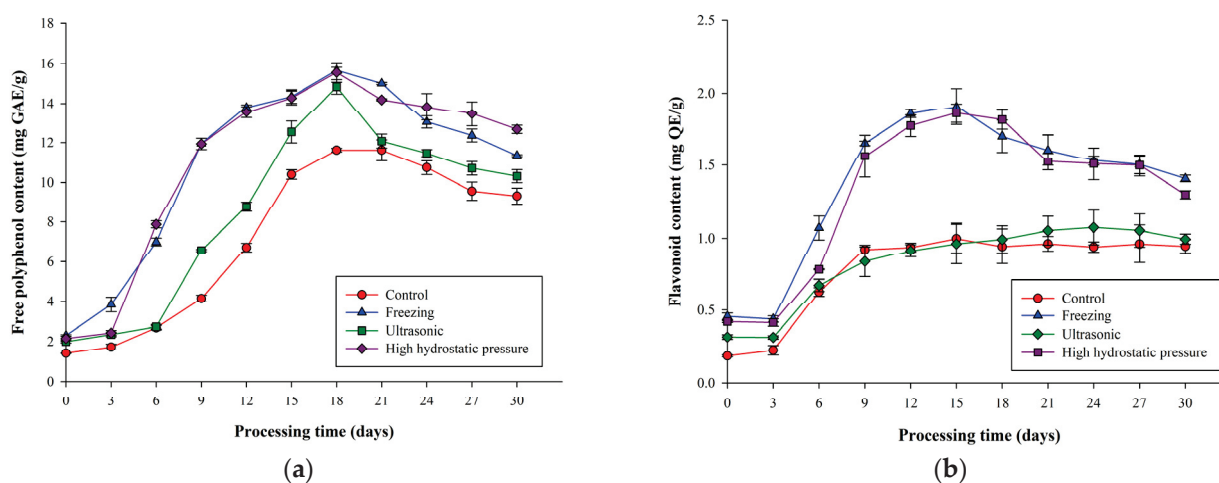 Free polyphenol content (mg GAE/g)
18
16
14
12
10
8
6
4
2
0
0 3 6 9 12 15 18 21 24 27 30
Processing time (days)
Control
Freezing
Ultrasonic
High hydrostatic pressure
(a)
Flavonoid content (mg QE/g)
2.5
2.0
1.5
1.0
0.5
0.0
0 3 6 9 12 15 18 21 24 27 30
Processing time (days)
Control
Freezing
Ultrasonic
High hydrostatic pressure
(b)